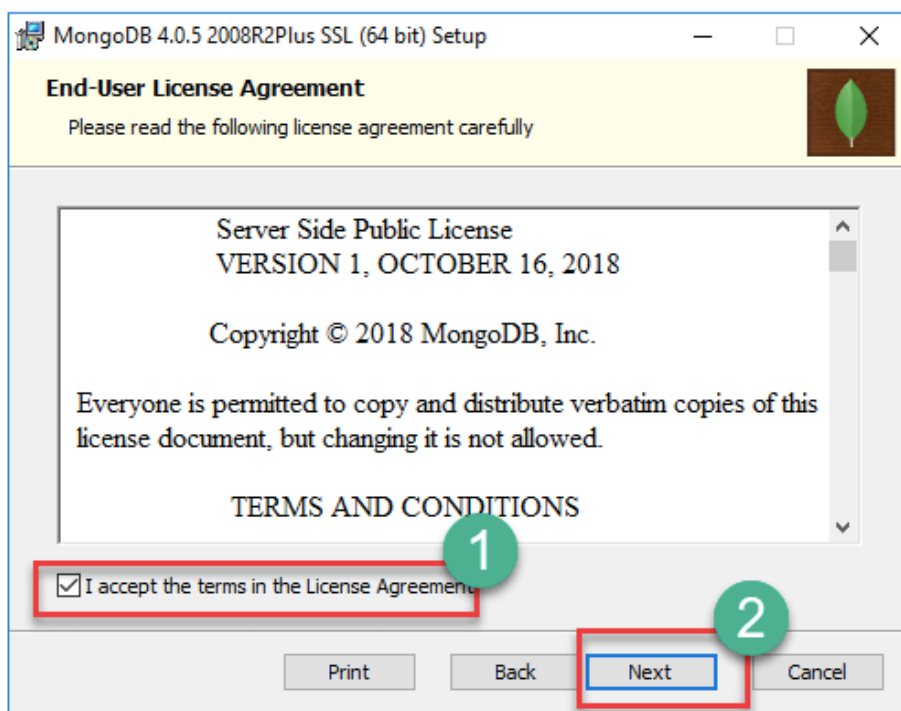 MongoDB 4.0.5 2008R2Plus SSL (64 bit) Setup
End-User License Agreement
Please read the following license agreement carefully
Server Side Public License
VERSION 1, OCTOBER 16, 2018
Copyright © 2018 MongoDB, Inc.
Everyone is permitted to copy and distribute verbatim copies of this
license document, but changing it is not allowed.
TERMS AND CONDITIONS
1
I accept the terms in the License Agreement
2
Print Back Next Cancel